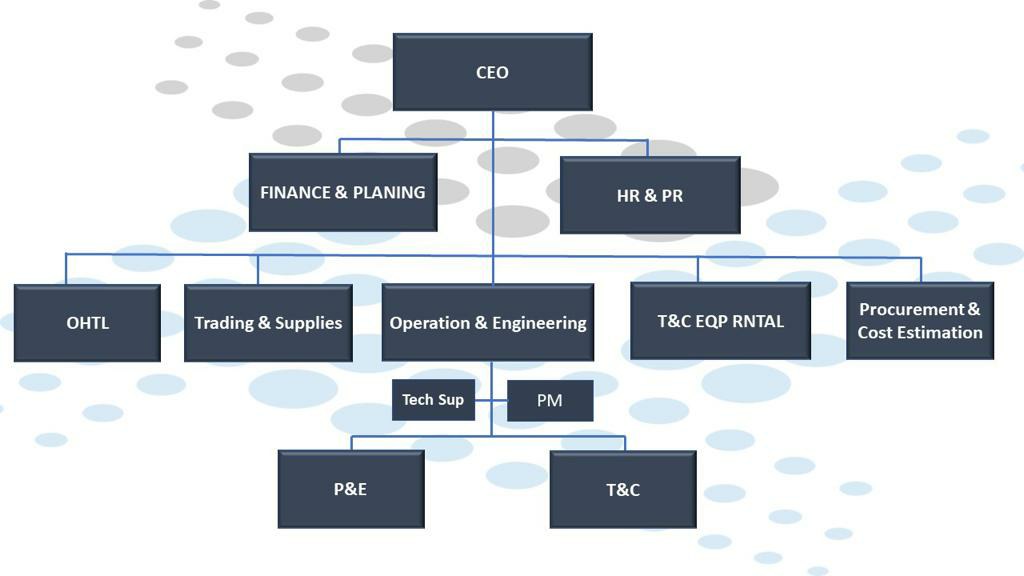 CEO
FINANCE & PLANING
HR & PR
OHTL
Trading & Supplies
Operation & Engineering
T&C EQP RNTAL
Procurement &
Cost Estimation
Tech Sup
PM
P&E
T&C